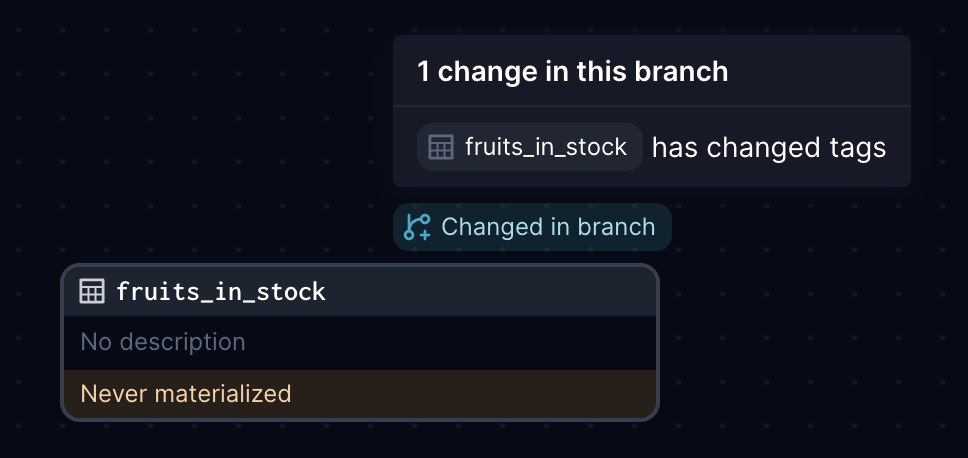 1 change in this branch
fruits_in_stock has changed tags
Changed in branch
fruits_in_stock
No description
Never materialized